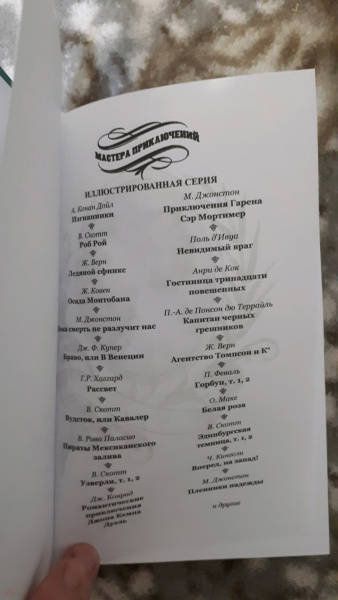 МАСТЕРА ПРИКЛЮЧЕНИЙ
ИЛЛЮСТРИРОВАННАЯ СЕРИЯ
А. Конан Дойл
Изгнанники
В. Скотт
Роб Рой
Ж. Верн
Ледяной сфинкс
Ж. Ковен
Осада Монтобана
М. Джонстон
смерть не разлучит нас
Дж. Ф. Купер
Браво, или В Венеции
Г.Р. Хаггард
Рассвет
В. Скотт
Вудсток, или Кавалер
В. Рива Паласио
Пираты Мексиканского
залива
В. Скотт
Уэверли, т. 1, 2
Дж. Конрад
Романтические
приключения
Джона Кемпа
Дуэль
М. Джонстон
Приключения Гарена
Сэр Мортимер
Поль д'Ивуа
Невидимый враг
Анри де Кок
Гостиница тринадцати
повешенных
П.-А. де Понсон дю Террайль
Капитан черных
грешников
Ж. Верн
Агентство Томпсон и К°
П. Феваль
Горбун, т. 1, 2
О. Маке
Белая роза
В. Скотт
Эдинбургская
темница, т. 1, 2
Ч. Кингсли
Вперед, на запад!
М. Джонстон
Пленники надежды
и другие